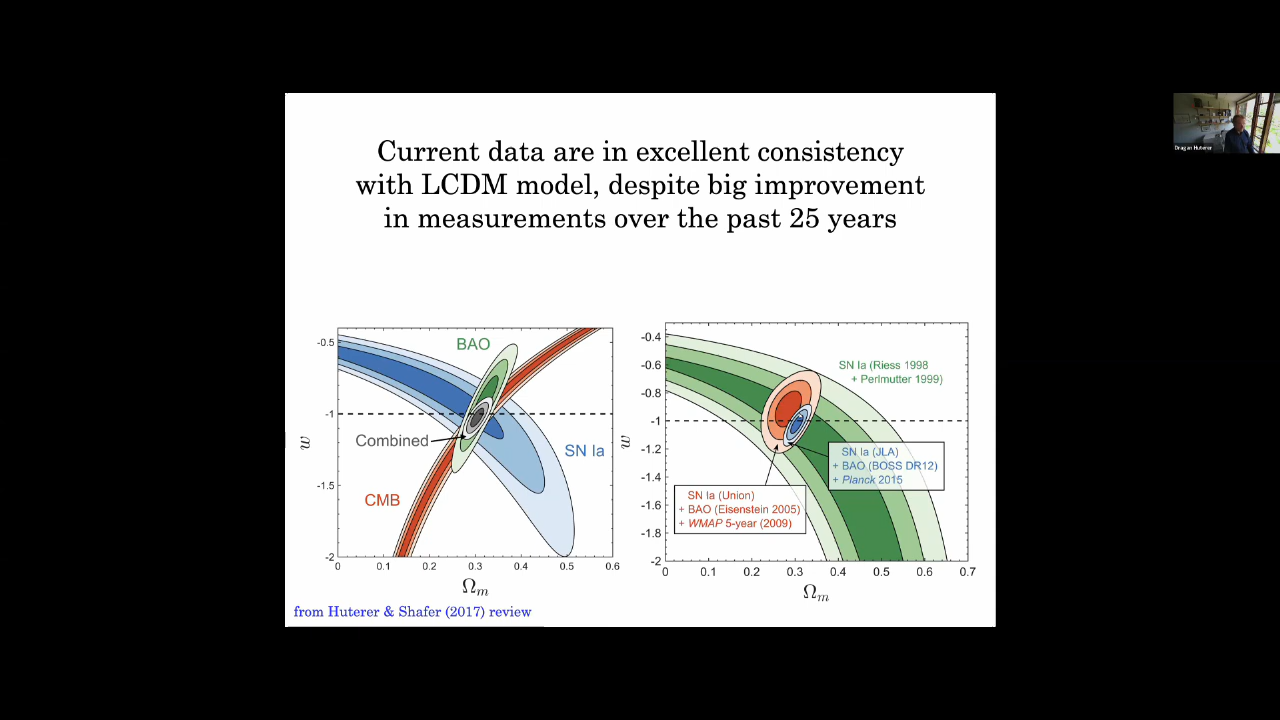 Current data are in excellent consistency
with LCDM model, despite big improvement
in measurements over the past 25 years
BAO
Combined
SN Ia
CMB
-0.5
-1
-1.5
-2
w
0 0.1 0.2 0.3 0.4 0.5 0.6
Ωm
SN Ia (Riess 1998
+ Perlmutter 1999)
SN Ia (JLA)
+ BAO (BOSS DR12)
+ Planck 2015
SN Ia (Union)
+ BAO (Eisenstein 2005)
+ WMAP 5-year (2009)
-0.4
-0.6
-0.8
-1
-1.2
-1.4
-1.6
-1.8
-2
w
0 0.1 0.2 0.3 0.4 0.5 0.6 0.7
Ωm
from Huterer & Shafer (2017) review
Dragan Huterer